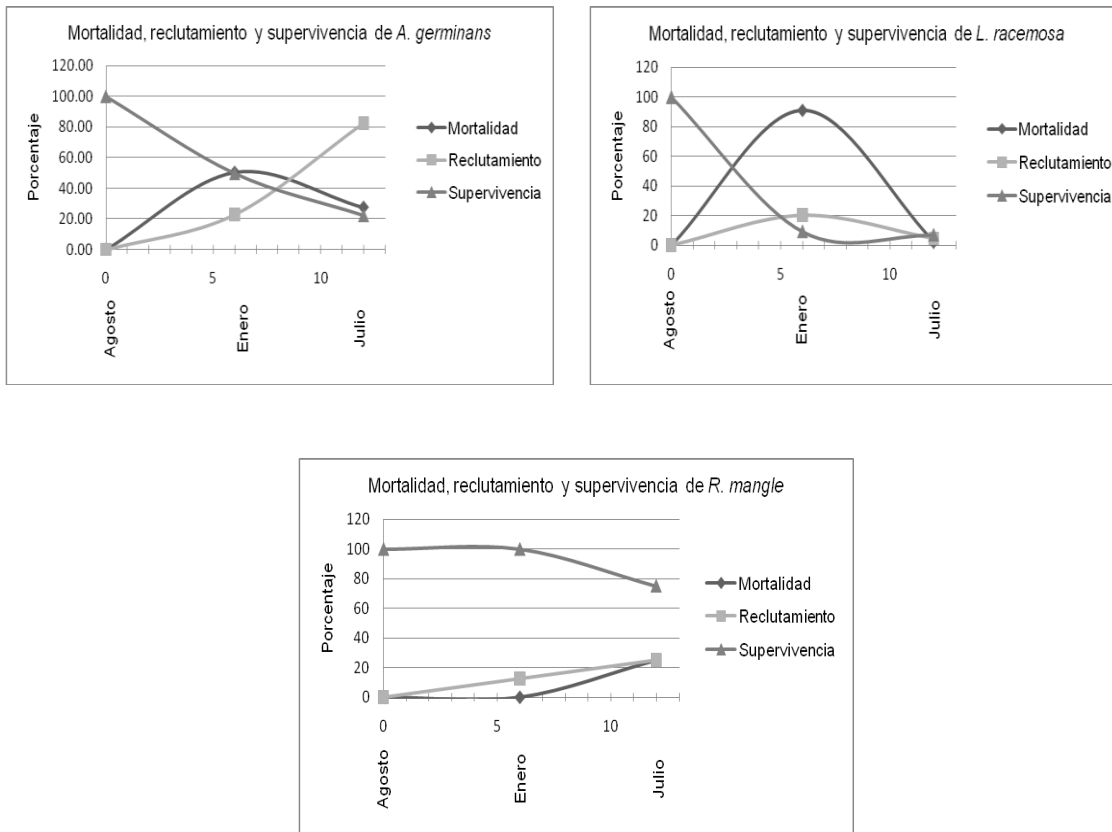 Mortalidad, reclutamiento y supervivencia de A. germinans
120.00
100.00
80.00
60.00
40.00
20.00
0.00
Porcentaje
0
5
10
Agosto
Enero
Julio
Mortalidad
Reclutamiento
Supervivencia
Mortalidad, reclutamiento y supervivencia de L. racemosa
120
100
80
60
40
20
0
Porcentaje
0
5
10
Agosto
Enero
Julio
Mortalidad
Reclutamiento
Supervivencia
Mortalidad, reclutamiento y supervivencia de R. mangle
120
100
80
60
40
20
0
Porcentaje
0
5
10
Agosto
Enero
Julio
Mortalidad
Reclutamiento
Supervivencia